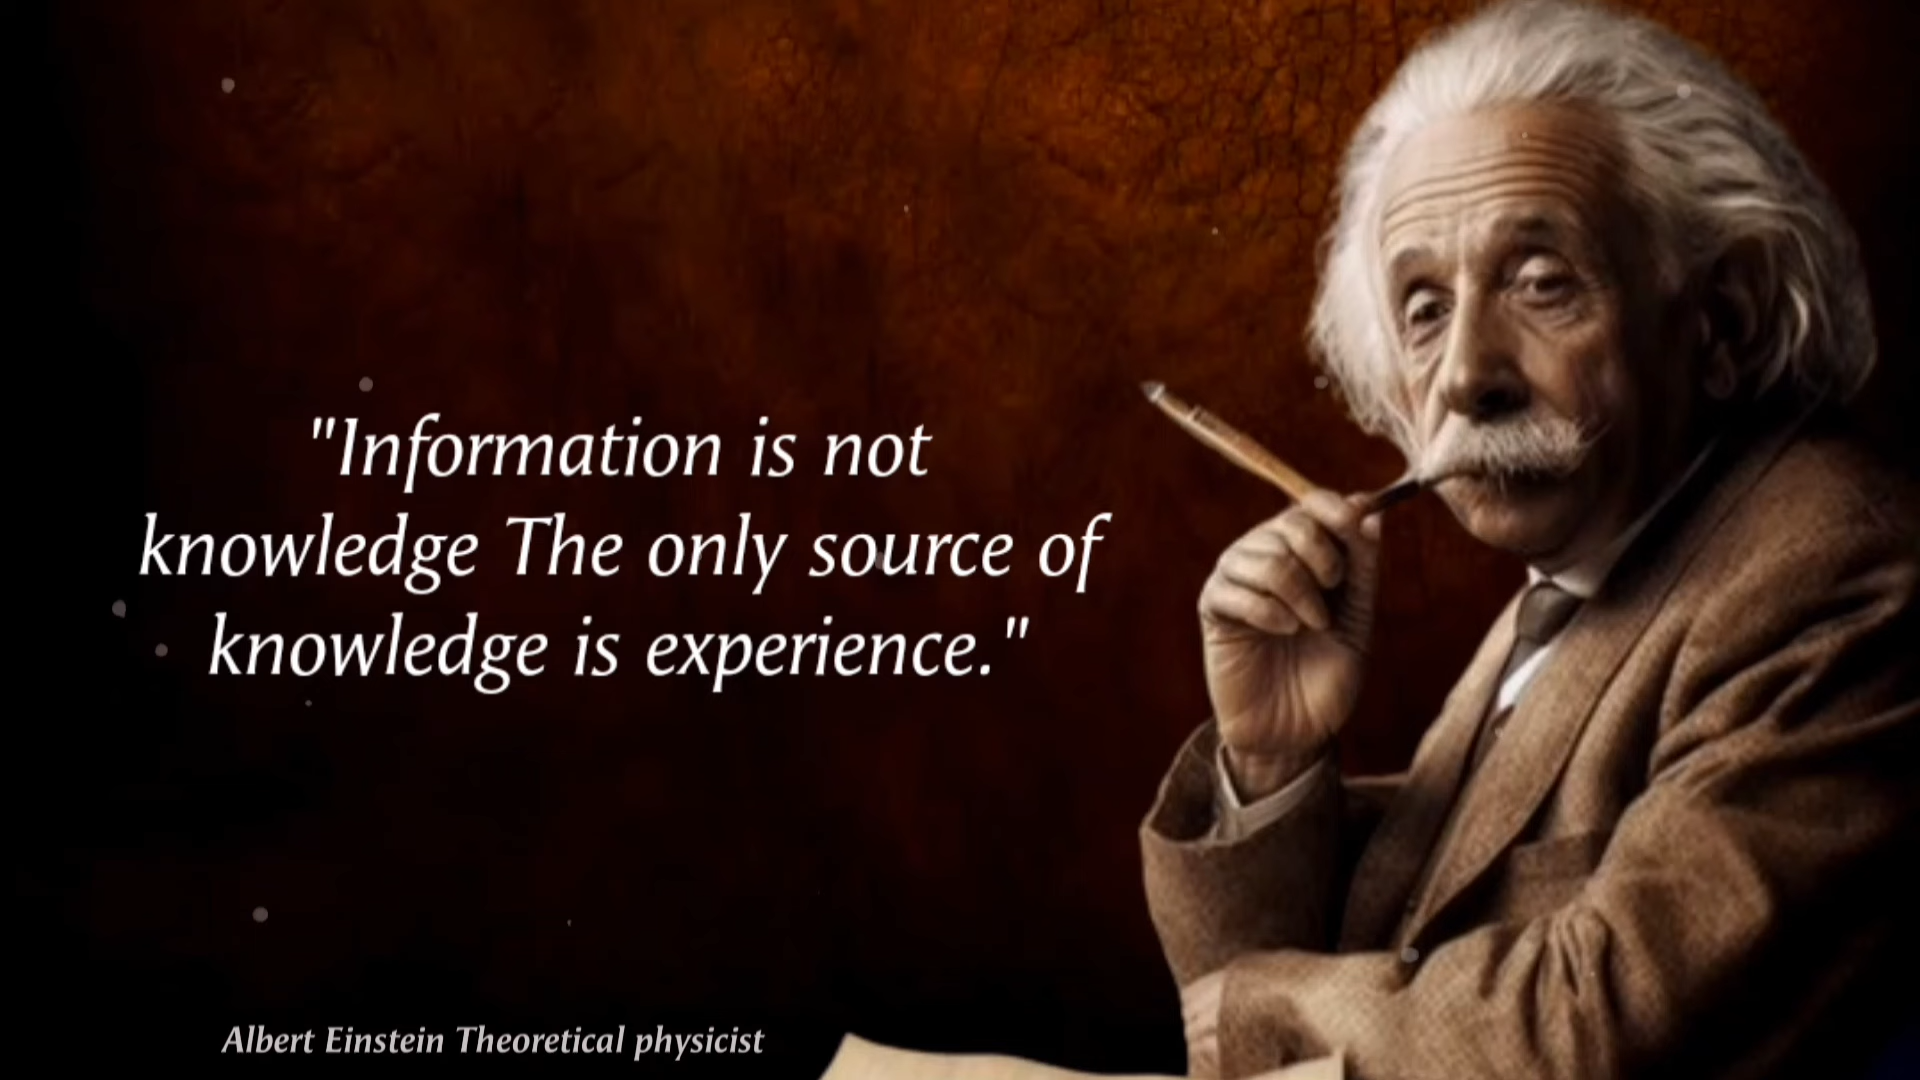 "Information is not
knowledge The only source of
knowledge is experience."
Albert Einstein Theoretical physicist